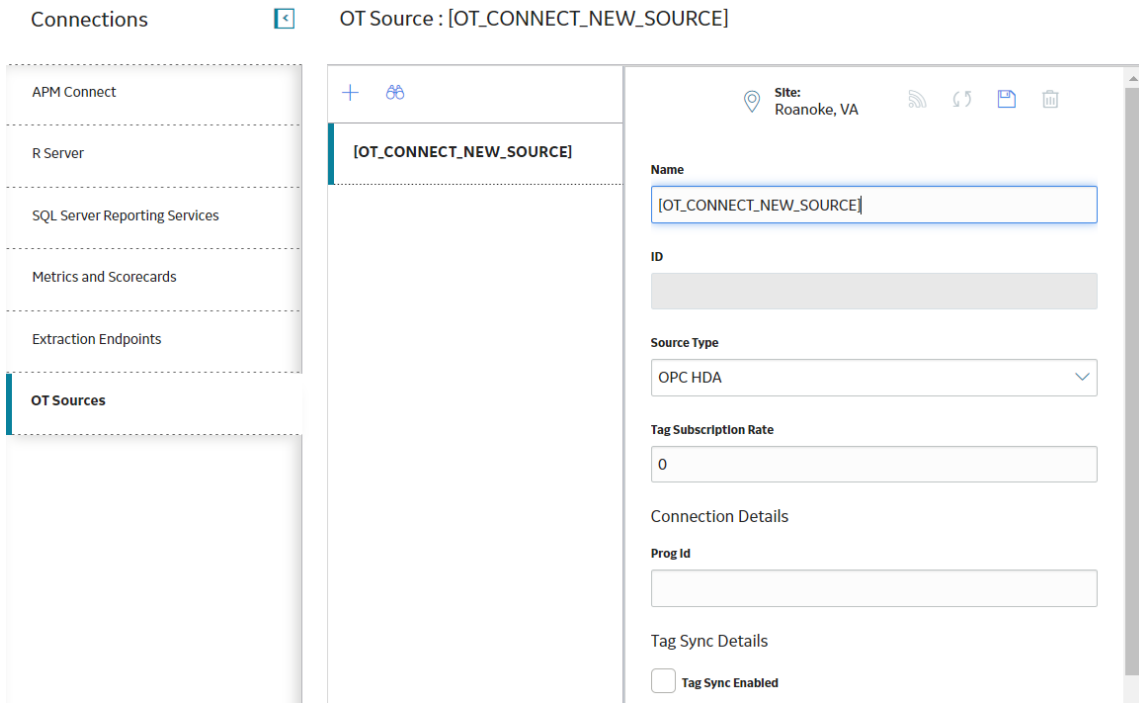 Connections
OT Source : [OT_CONNECT_NEW_SOURCE]
APM Connect
R Server
SQL Server Reporting Services
Metrics and Scorecards
Extraction Endpoints
OT Sources
[OT_CONNECT_NEW_SOURCE]
Site:
Roanoke, VA
Name
[OT_CONNECT_NEW_SOURCE]
ID
Source Type
OPC HDA
Tag Subscription Rate
0
Connection Details
Prog Id
Tag Sync Details
Tag Sync Enabled